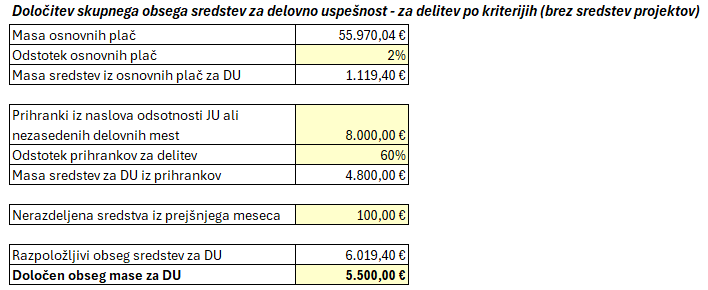 Določitev skupnega obsega sredstev za delovno uspešnost - za delitev po kriterijih (brez sredstev projektov)
Masa osnovnih plač 55.970,04 €
Odstotek osnovnih plač 2%
Masa sredstev iz osnovnih plač za DU 1.119,40 €
Prihranki iz naslova odsotnosti JU ali
nezasedenih delovnih mest 8.000,00 €
Odstotek prihrankov za delitev 60%
Masa sredstev za DU iz prihrankov 4.800,00 €
Nerazdeljena sredstva iz prejšnjega meseca 100,00 €
Razpoložljivi obseg sredstev za DU 6.019,40 €
Določen obseg mase za DU 5.500,00 €